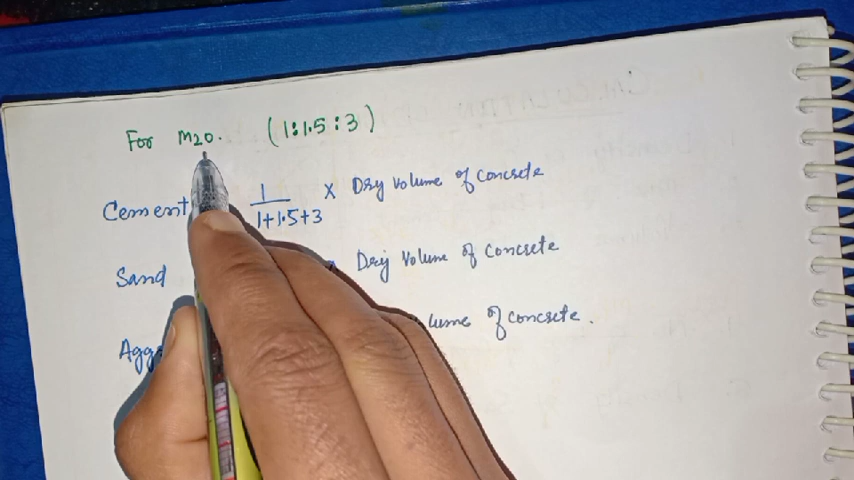 For M20. (1:1.5:3)
Cement 1/1+1.5+3 X Dry Volume of Concrete
Sand Dry Volume of Concrete
of concrete.